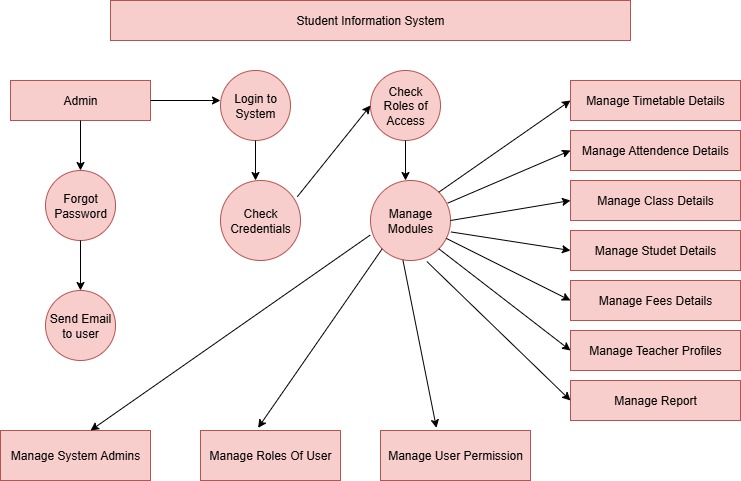 Student Information System
Admin
Login to
System
Check
Roles of
Access
Manage Timetable Details
Manage Attendence Details
Forgot
Password
Check
Credentials
Manage
Modules
Manage Class Details
Manage Studet Details
Send Email
to user
Manage Fees Details
Manage Teacher Profiles
Manage Report
Manage System Admins
Manage Roles Of User
Manage User Permission